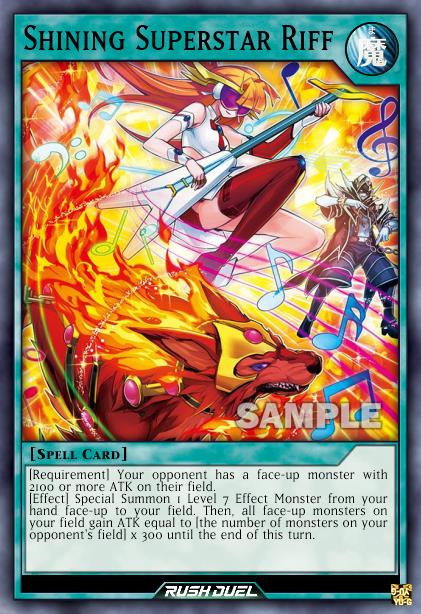 Shining Superstar Riff
ま
魔
SAMPLE
[Spell Card]
[Requirement] Your opponent has a face-up monster with
2100 or more ATK on their field.
[Effect] Special Summon 1 Level 7 Effect Monster from your
hand face-up to your field. Then, all face-up monsters on
your field gain ATK equal to [the number of monsters on your
opponent's field] x 300 until the end of this turn.
RUSH DUEL